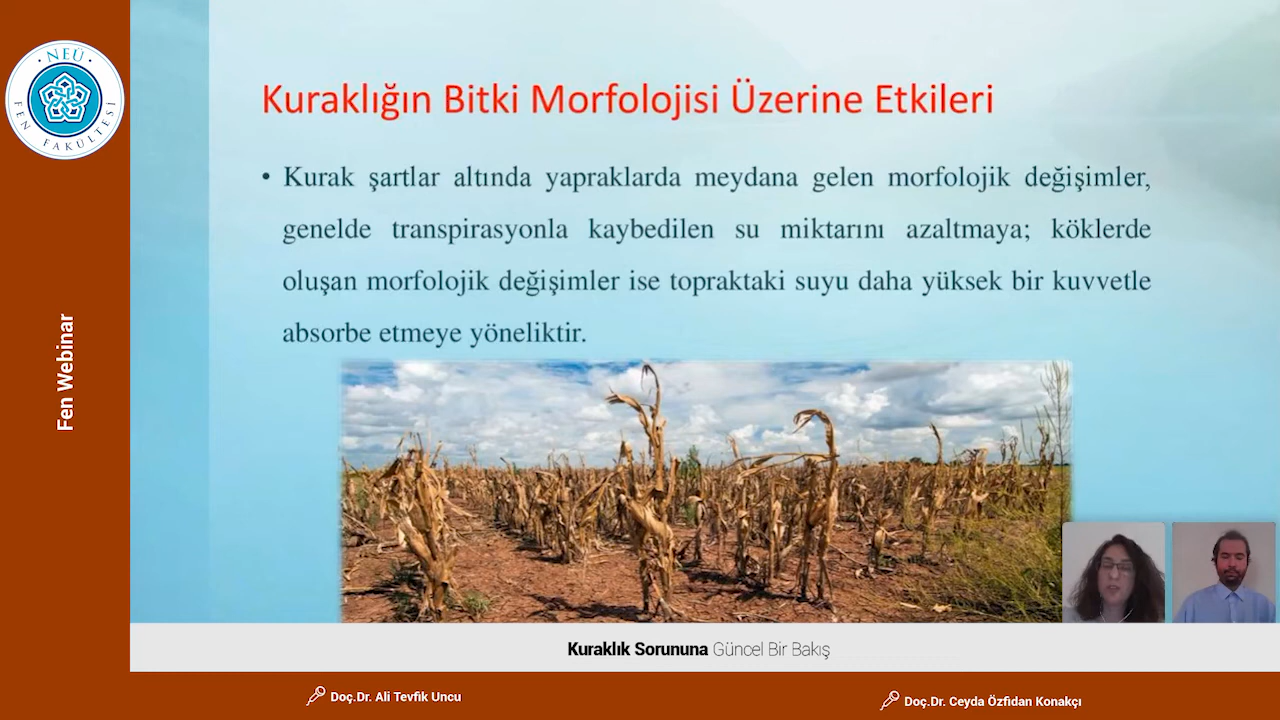 NEÜ
FEN FAKÜLTESİ
Fen Webinar
Kuraklığın Bitki Morfolojisi Üzerine Etkileri
• Kurak şartlar altında yapraklarda meydana gelen morfolojik değişimler,
genelde transpirasyonla kaybedilen su miktarını azaltmaya; köklerde
oluşan morfolojik değişimler ise topraktaki suyu daha yüksek bir kuvvetle
absorbe etmeye yöneliktir.
Kuraklık Sorununa Güncel Bir Bakış
Doç.Dr. Ali Tevfik Uncu
Doç.Dr. Ceyda Özfidan Konakçı